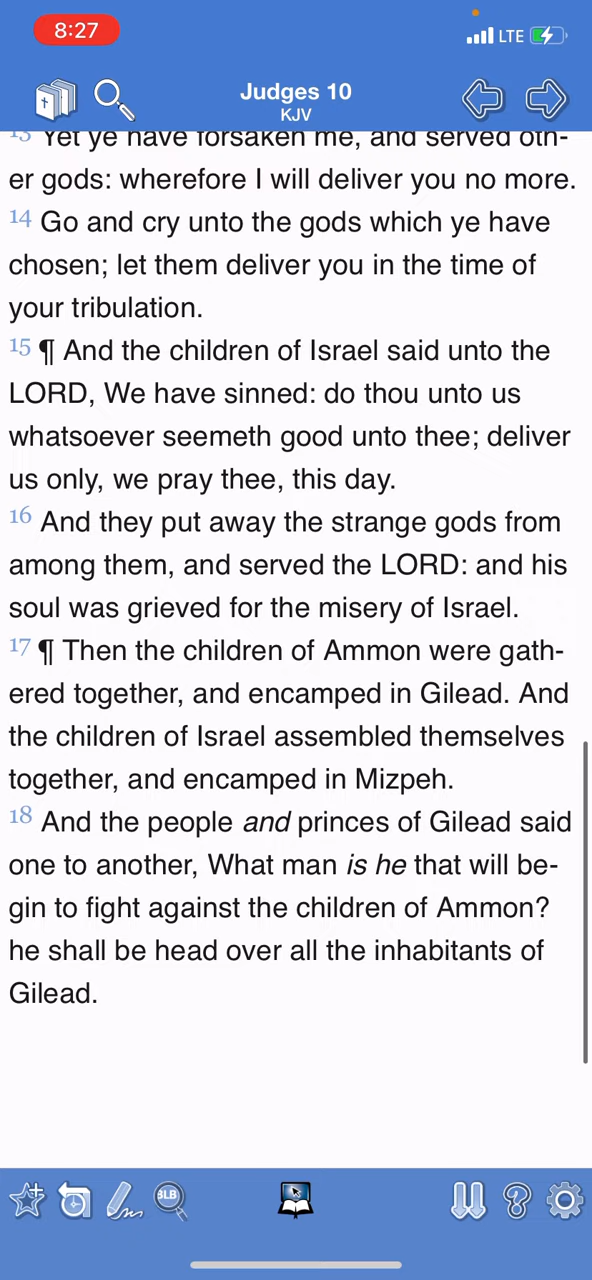 8:27
LTE
Judges 10
KJV
13 Yet ye have forsaken me, and served oth-
er gods: wherefore I will deliver you no more.
14 Go and cry unto the gods which ye have
chosen; let them deliver you in the time of
your tribulation.
15 ¶ And the children of Israel said unto the
LORD, We have sinned: do thou unto us
whatsoever seemeth good unto thee; deliver
us only, we pray thee, this day.
16 And they put away the strange gods from
among them, and served the LORD: and his
soul was grieved for the misery of Israel.
17 ¶ Then the children of Ammon were gath-
ered together, and encamped in Gilead. And
the children of Israel assembled themselves
together, and encamped in Mizpeh.
18 And the people and princes of Gilead said
one to another, What man is he that will be-
gin to fight against the children of Ammon?
he shall be head over all the inhabitants of
Gilead.
BLB